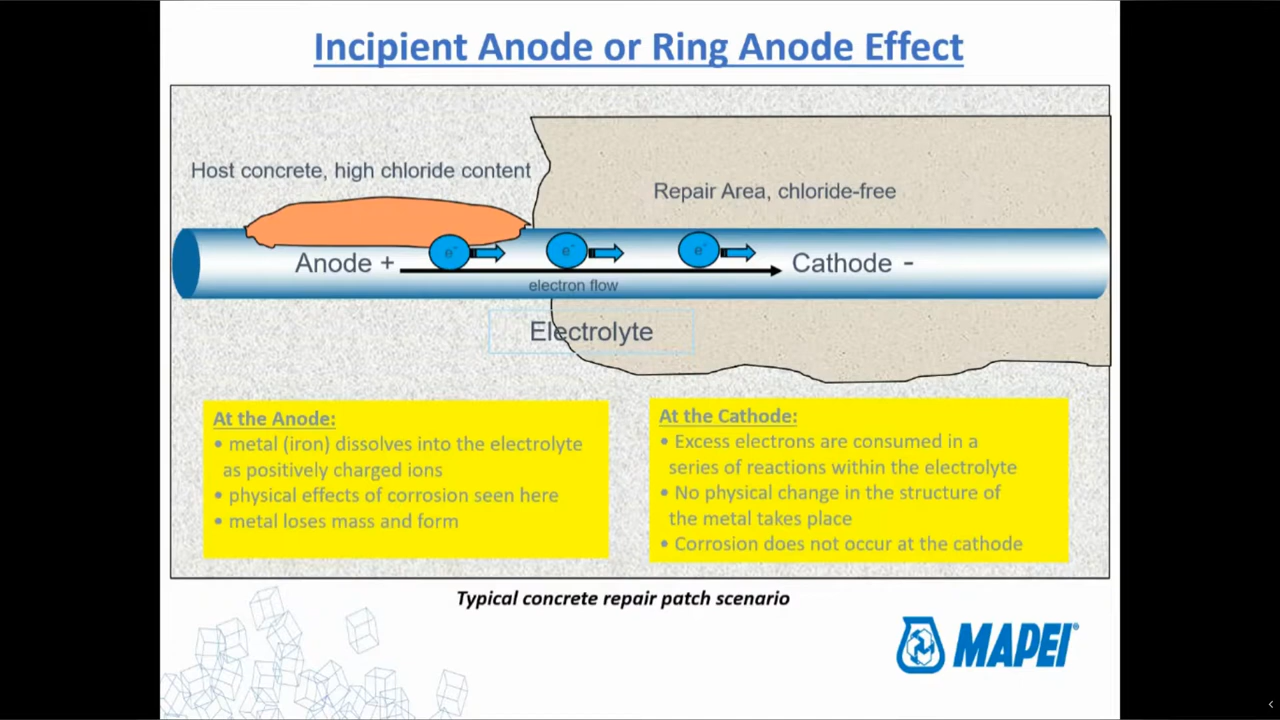 Incipient Anode or Ring Anode Effect
Host concrete, high chloride content
Repair Area, chloride-free
e⁻
e⁻
e⁻
Anode +
Cathode -
electron flow
Electrolyte
At the Anode:
• metal (iron) dissolves into the electrolyte
as positively charged ions
• physical effects of corrosion seen here
• metal loses mass and form
At the Cathode:
• Excess electrons are consumed in a
series of reactions within the electrolyte
• No physical change in the structure of
the metal takes place
• Corrosion does not occur at the cathode
Typical concrete repair patch scenario
MAPEI®